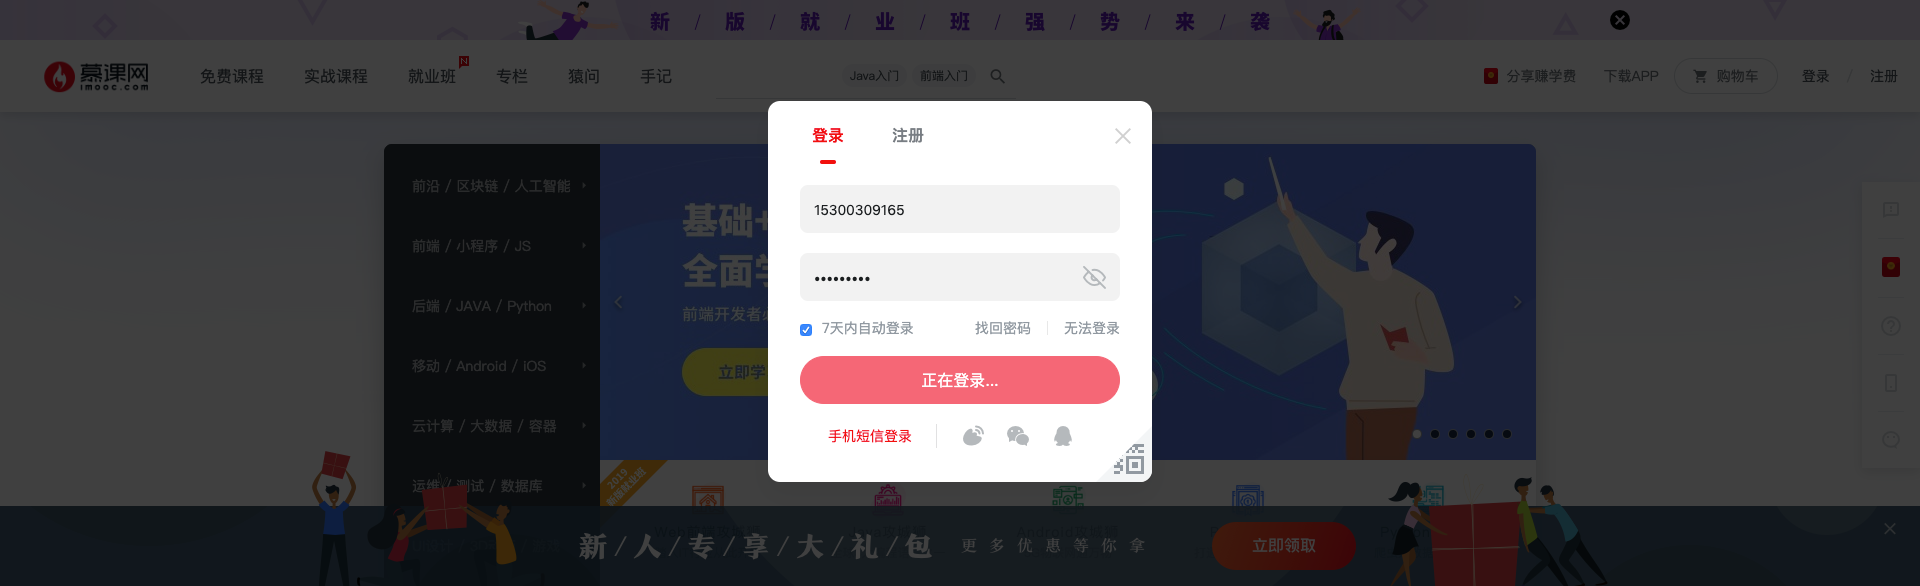 新 / 版 / 就 / 业 / 班 / 强 / 势 / 来 / 袭
慕课网
imooc.com
免费课程 实战课程 就业班 N 专栏 猿问 手记 Java入门 前端入门 分享赚学费 下载APP 购物车 登录 / 注册
登录 注册
15300309165
7天内自动登录 找回密码 无法登录
正在登录...
手机短信登录
前沿 / 区块链 / 人工智能
前端 / 小程序 / JS
后端 / JAVA / Python
移动 / Android / iOS
云计算 / 大数据 / 容器
运维 / 测试 / 数据库
基础+
全面
前端开发者
立即学
2019
新版就业班
新 / 人 / 专 / 享 / 大 / 礼 / 包 更多优惠等你拿 立即领取